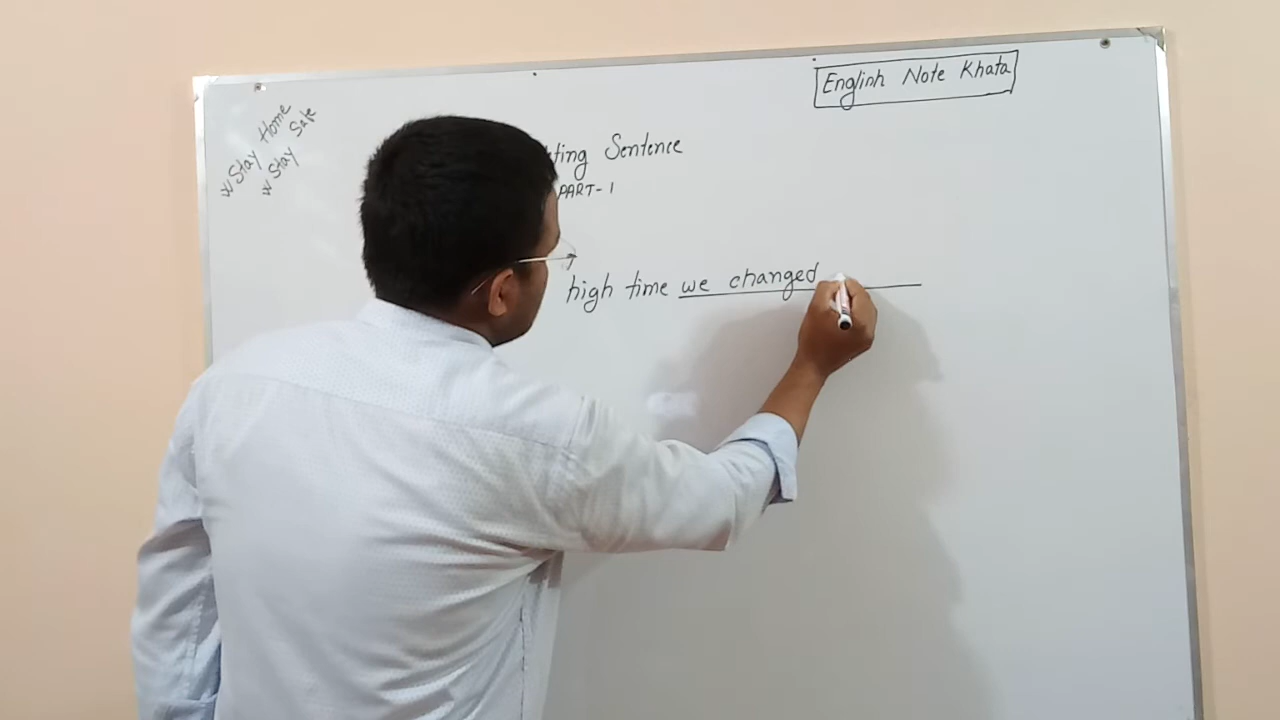 English Note Khata
w Stay Home
w Stay Safe
ting Sentence
PART-1
high time we changed